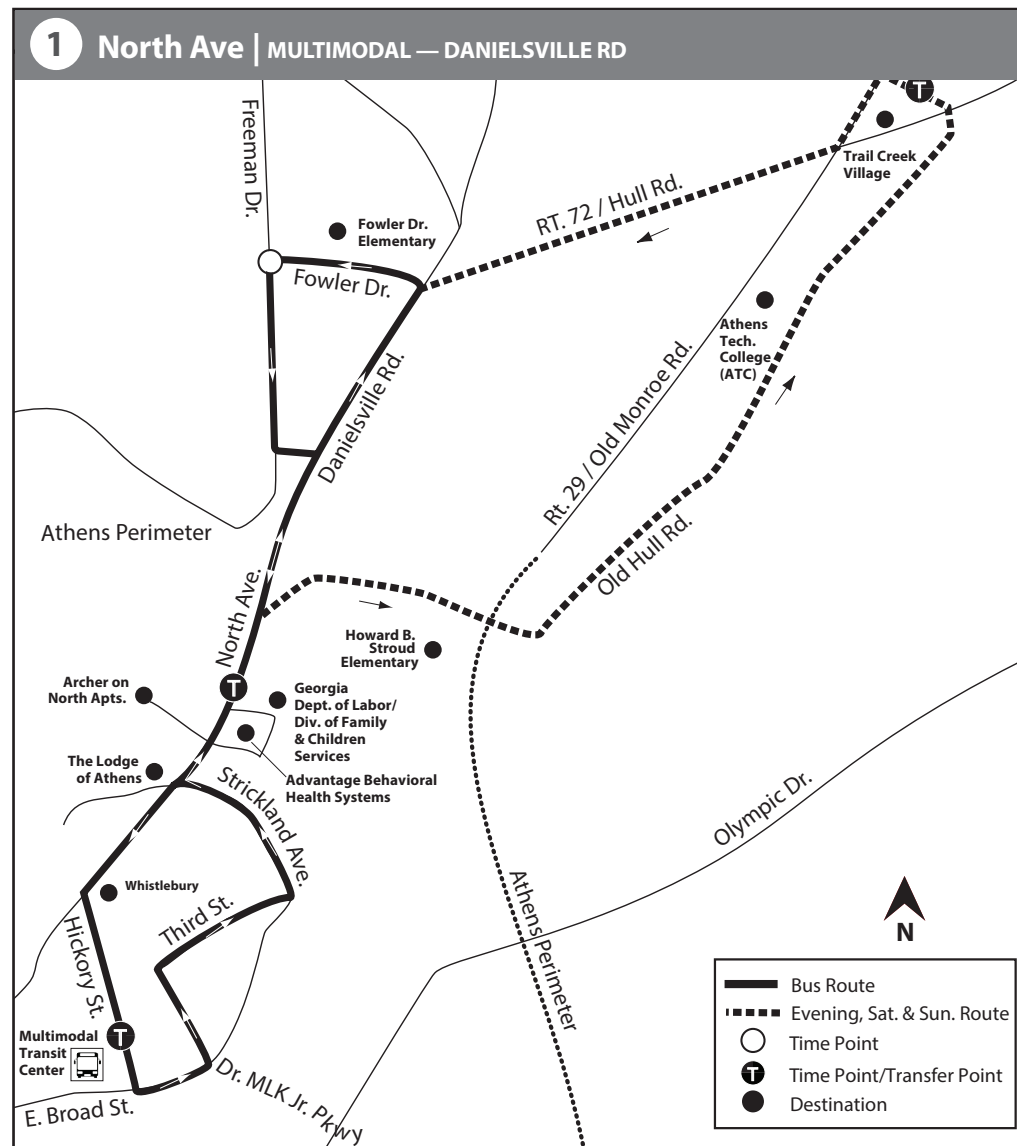 1 North Ave | MULTIMODAL — DANIELSVILLE RD
T
Freeman Dr.
Trail Creek
Village
RT. 72 / Hull Rd.
Fowler Dr.
Elementary
Fowler Dr.
Athens
Tech.
College
(ATC)
Danielsville Rd.
Rt. 29 / Old Monroe Rd.
Old Hull Rd.
Athens Perimeter
North Ave.
Howard B.
Stroud
Elementary
T
Archer on
North Apts.
Georgia
Dept. of Labor/
Div. of Family
& Children
Services
The Lodge
of Athens
Advantage Behavioral
Health Systems
Strickland Ave.
Olympic Dr.
Whistlebury
Third St.
Hickory St.
Athens Perimeter
N
T
Multimodal
Transit
Center
Dr. MLK Jr. Pkwy
E. Broad St.
Bus Route
Evening, Sat. & Sun. Route
Time Point
T Time Point/Transfer Point
Destination